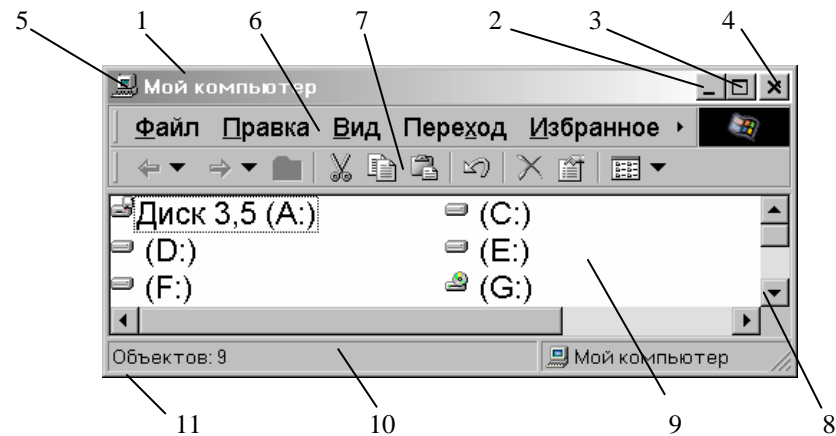 5 1 6 7 2 3 4
Мой компьютер
Файл Правка Вид Переход Избранное
Диск 3,5 (A:) (C:)
(D:) (E:)
(F:) (G:)
Объектов: 9 Мой компьютер
11 10 9 8